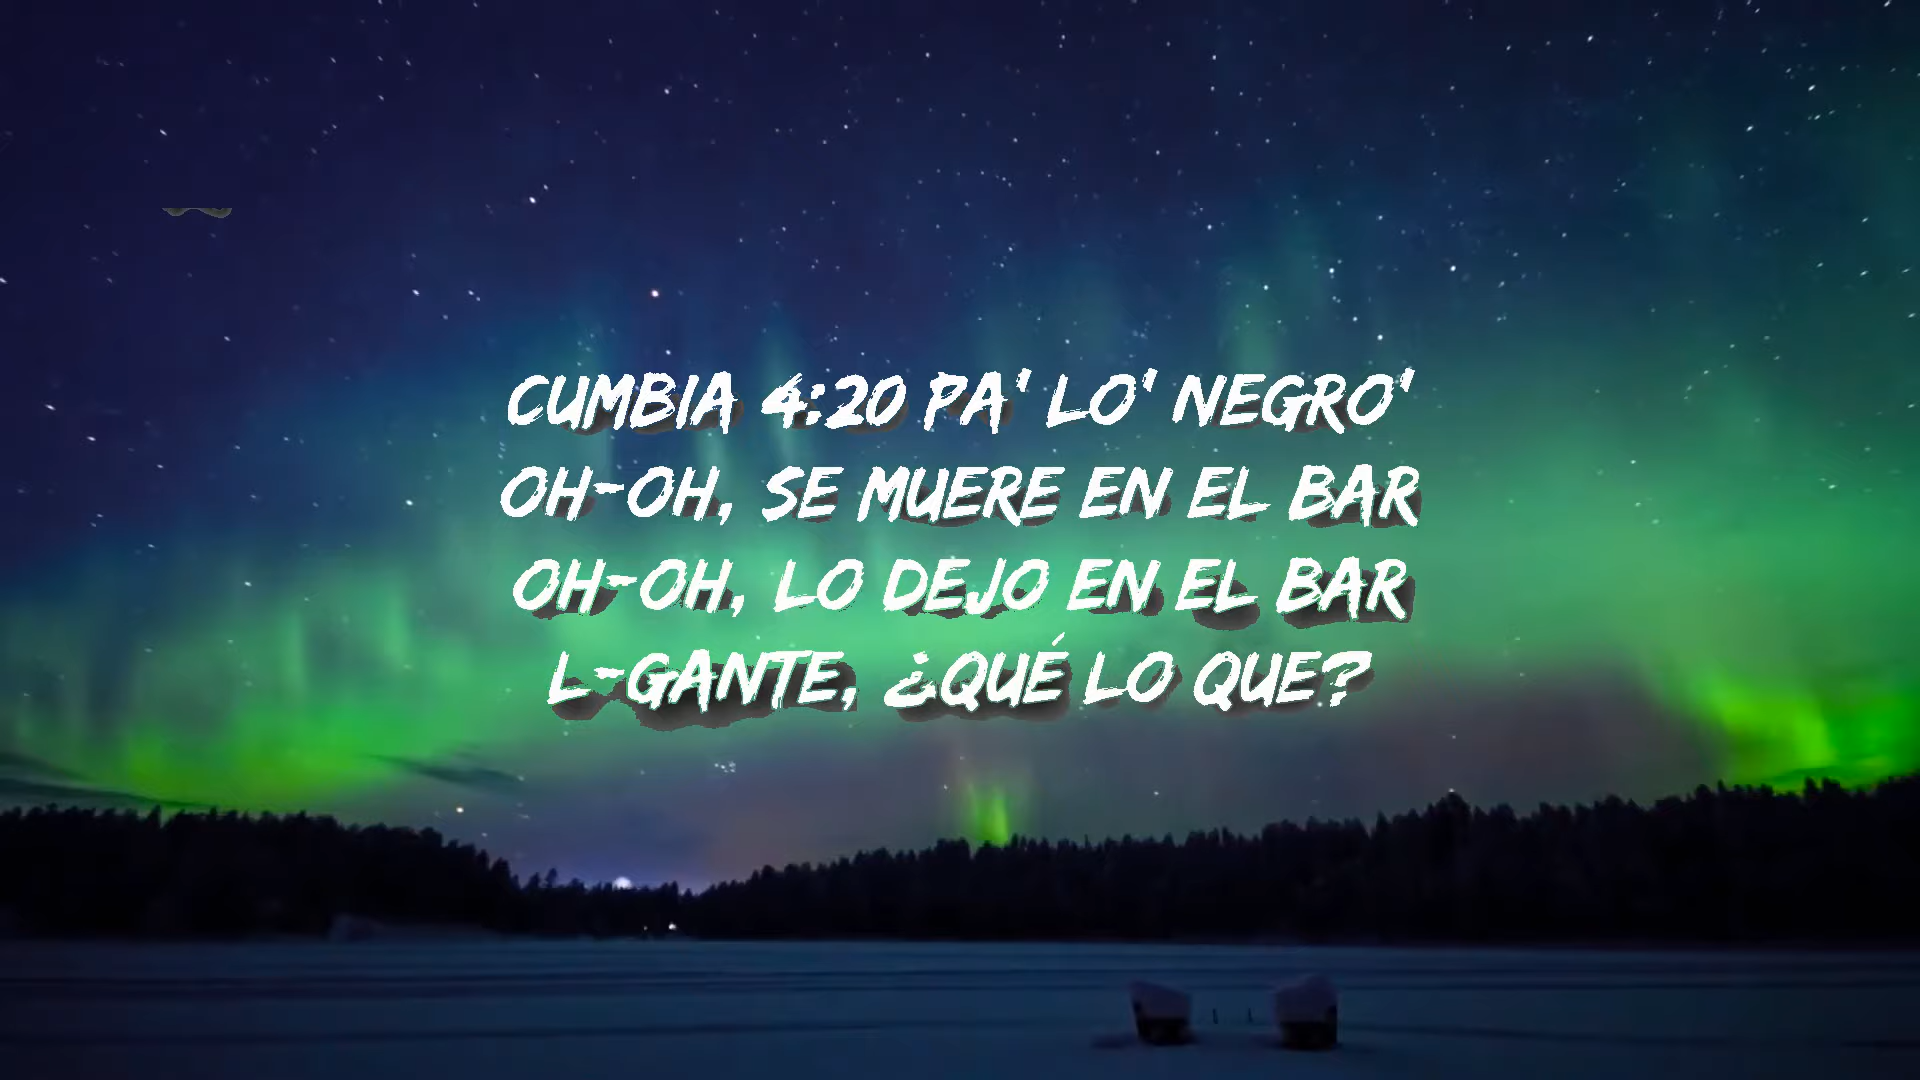 CUMBIA 4:20 PA' LO' NEGRO'
OH-OH, SE MUERE EN EL BAR
OH-OH, LO DEJO EN EL BAR
L-GANTE, ¿QUÉ LO QUE?